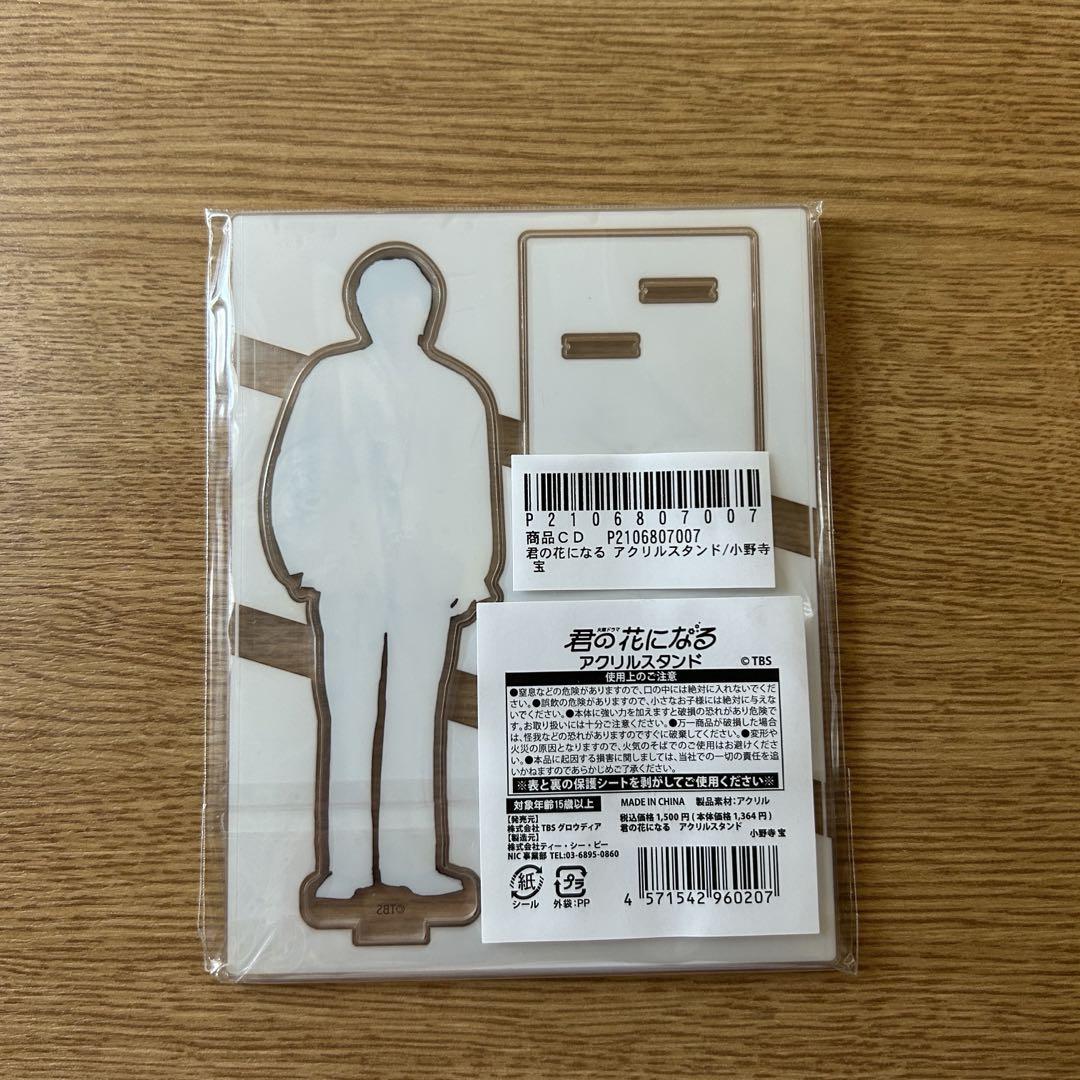 P2106807007
商品CD P2106807007
君の花になる アクリルスタンド/小野寺
宝
火曜ドラマ
君の花になる
アクリルスタンド
©TBS
使用上のご注意
●窒息などの危険がありますので、口の中には絶対に入れないでくだ
さい。●誤飲の危険がありますので、小さなお子様には絶対に与えな
いでください。●本体に強い力を加えますと破損の恐れがあり危険で
す。お取り扱いには十分ご注意ください。●万一商品が破損した場合
は、怪我などの恐れがありますのですぐに破棄してください。●変形や
火災の原因となりますので、火気のそばでのご使用はお避けくださ
い。●本品に起因する損害に関しましては、当社での一切の責任を追
いかねますのであらかじめご了承ください。
※表と裏の保護シートを剥がしてご使用ください※
対象年齢15歳以上
MADE IN CHINA 製品素材:アクリル
【発売元】
株式会社 TBS グロウディア
【製造元】
株式会社ティー・シー・ピー
NIC 事業部 TEL:03-6895-0860
税込価格 1,500 円 ( 本体価格 1,364 円 )
君の花になる アクリルスタンド
小野寺 宝
紙
シール
プラ
外袋:PP
4 571542 960207
©TBS